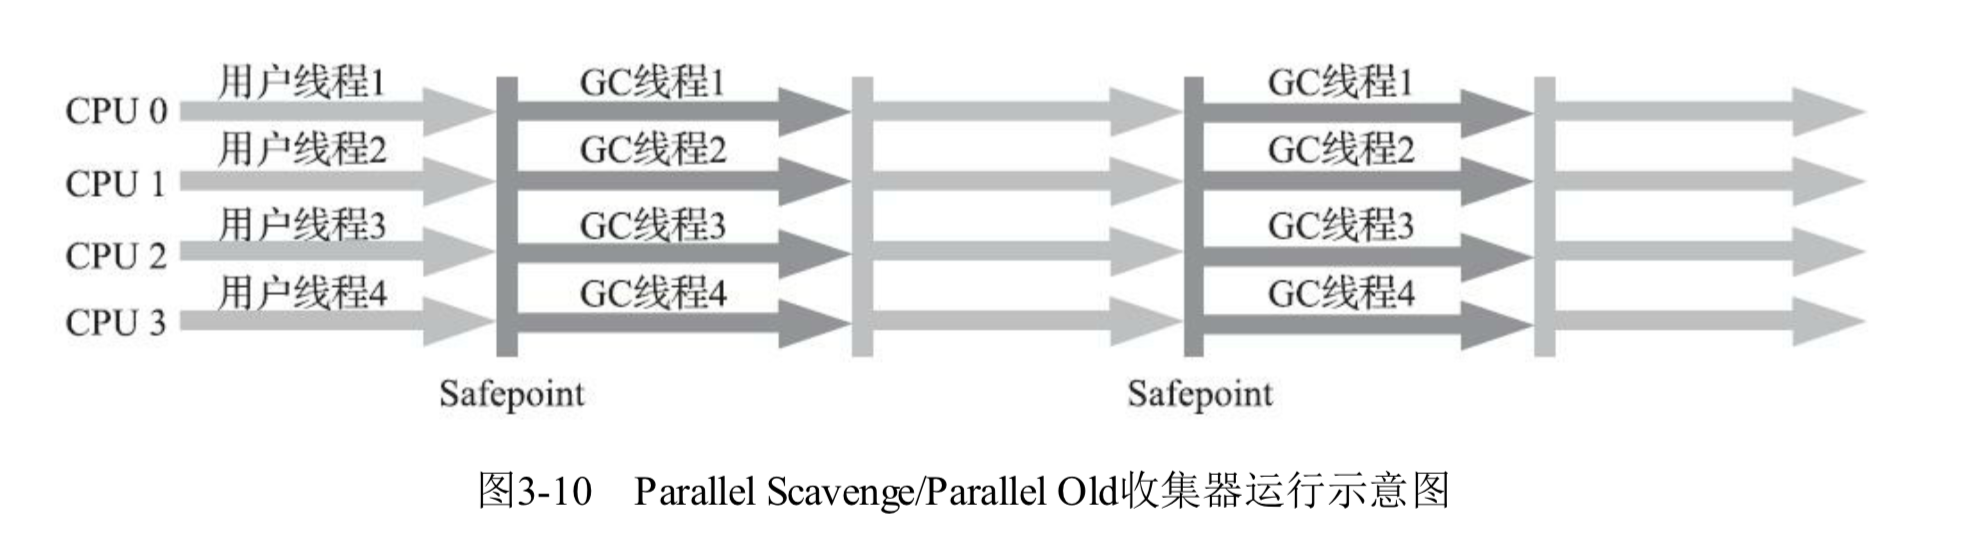 用户线程1 GC线程1 GC线程1
CPU 0
用户线程2 GC线程2 GC线程2
CPU 1
用户线程3 GC线程3 GC线程3
CPU 2
用户线程4 GC线程4 GC线程4
CPU 3
Safepoint Safepoint
图3-10 Parallel Scavenge/Parallel Old收集器运行示意图